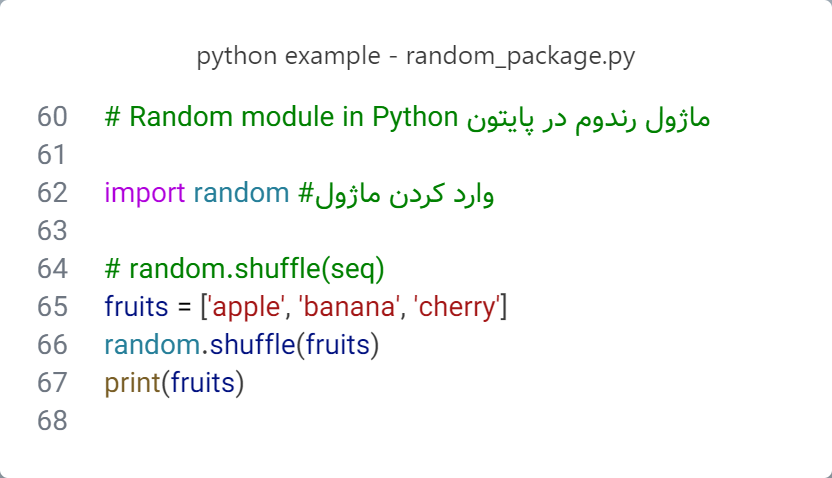 python example - random_package.py
60 # Random module in Python ماژول رندوم در پایتون
61
62 import random #وارد کردن ماژول
63
64 # random.shuffle(seq)
65 fruits = ['apple', 'banana', 'cherry']
66 random.shuffle(fruits)
67 print(fruits)
68